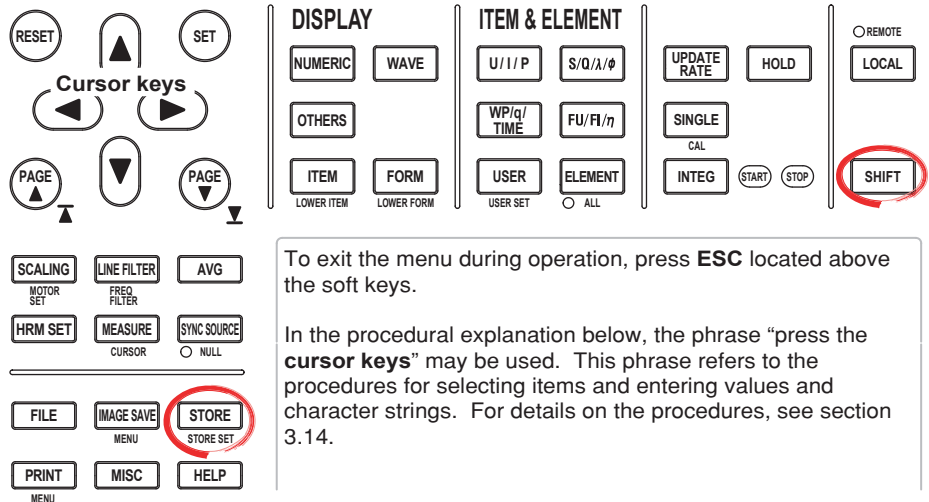 RESET
SET
Cursor keys
PAGE
PAGE
DISPLAY
NUMERIC WAVE
OTHERS
ITEM FORM
LOWER ITEM LOWER FORM
ITEM & ELEMENT
U/I/P S/Q/λ/ø
WP/q/
TIME
FU/FI/η
USER ELEMENT
USER SET ALL
UPDATE
RATE
HOLD
SINGLE
CAL
INTEG START STOP
REMOTE
LOCAL
SHIFT
SCALING LINE FILTER AVG
MOTOR
SET
FREQ
FILTER
HRM SET MEASURE SYNC SOURCE
CURSOR NULL
FILE IMAGE SAVE STORE
MENU STORE SET
PRINT MISC HELP
MENU
To exit the menu during operation, press ESC located above
the soft keys.
In the procedural explanation below, the phrase “press the
cursor keys” may be used. This phrase refers to the
procedures for selecting items and entering values and
character strings. For details on the procedures, see section
3.14.